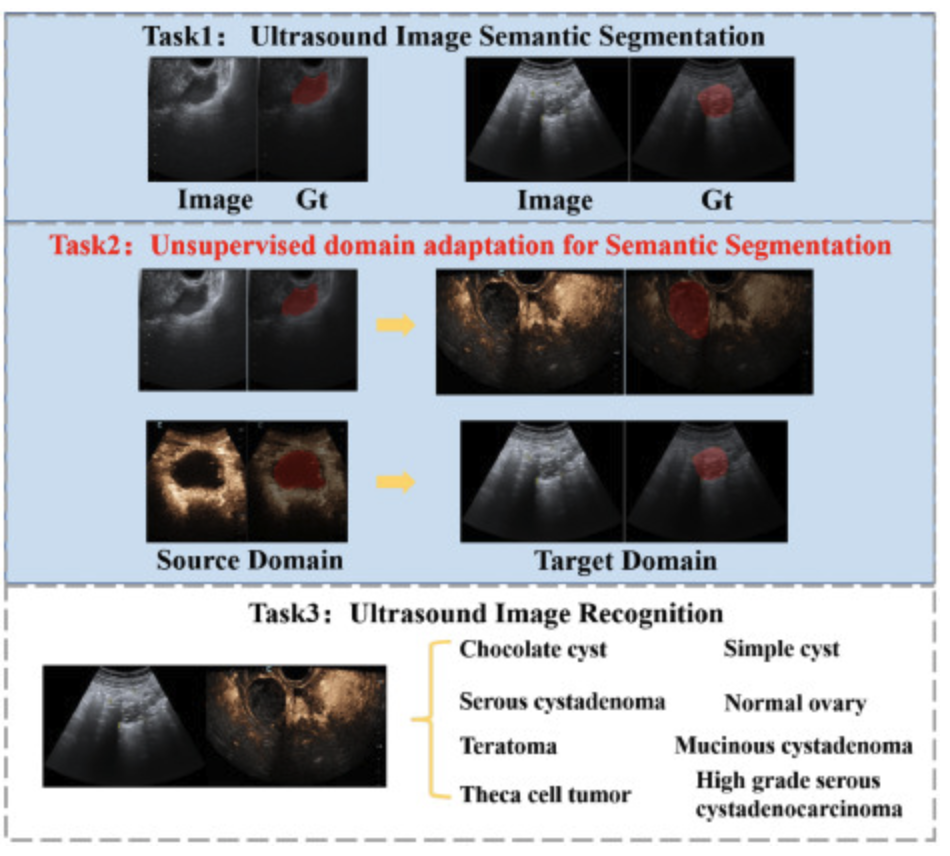 Task1： Ultrasound Image Semantic Segmentation
Image Gt Image Gt
Task2： Unsupervised domain adaptation for Semantic Segmentation
Source Domain Target Domain
Task3： Ultrasound Image Recognition
Chocolate cyst Simple cyst
Serous cystadenoma Normal ovary
Teratoma Mucinous cystadenoma
Theca cell tumor High grade serous
cystadenocarcinoma